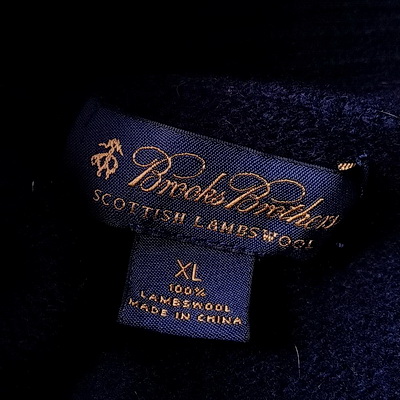 Brooks Brothers
SCOTTISH LAMBSWOOL
XL
100%
LAMBSWOOL
MADE IN CHINA